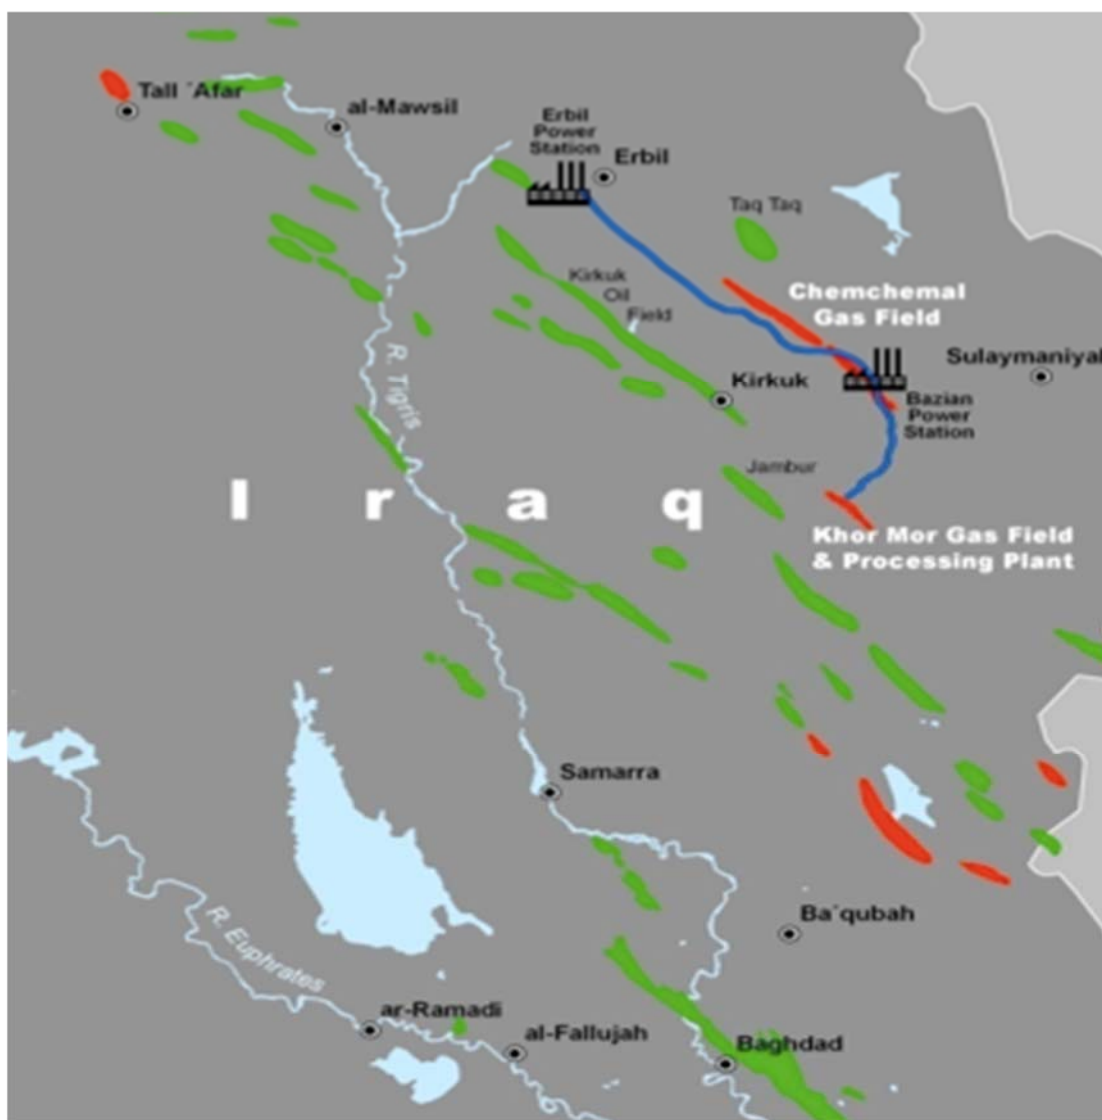 Tall ´Afar
al-Mawsil
Erbil
Power
Station
Erbil
Taq Taq
Kirkuk
Oil
Field
Chemchemal
Gas Field
R. Tigris
Kirkuk
Sulaymaniyal
Bazian
Power
Station
Jambur
I r a q
Khor Mor Gas Field
& Processing Plant
Samarra
Ba´qubah
R. Euphrates
ar-Ramadi
al-Fallujah
Baghdad